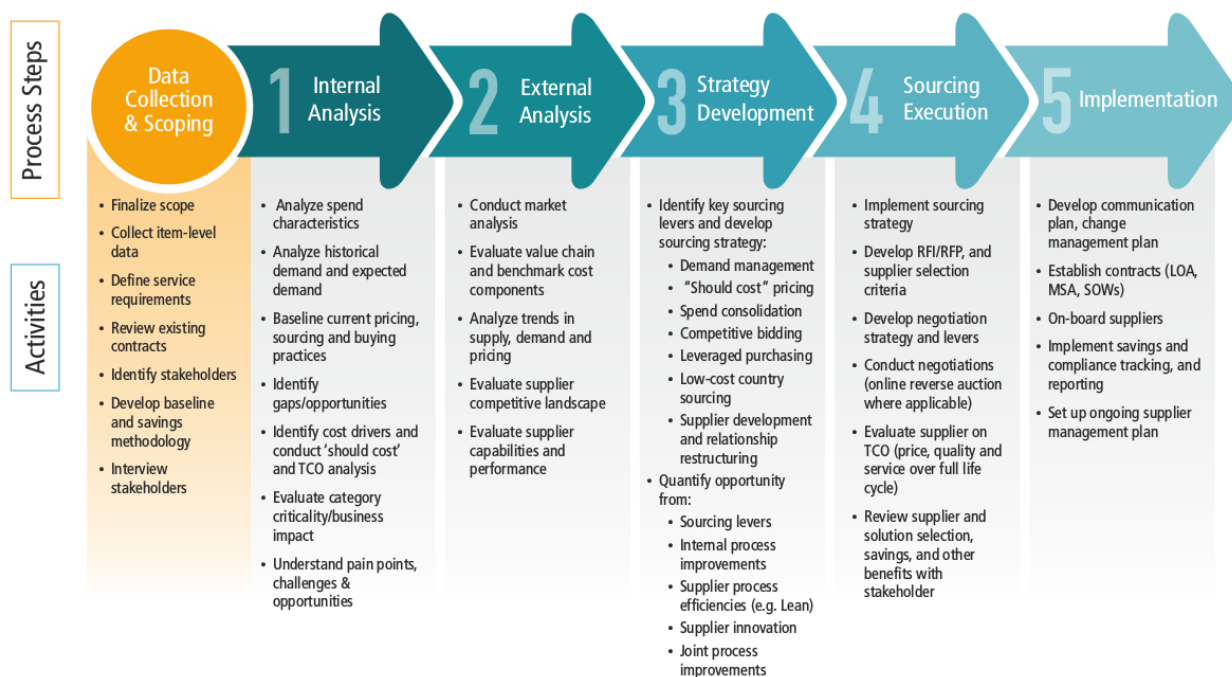 Process Steps
Data
Collection
& Scoping
1
Internal
Analysis
2
External
Analysis
3
Strategy
Development
4
Sourcing
Execution
5
Implementation
Activities
• Finalize scope
• Collect item-level
data
• Define service
requirements
• Review existing
contracts
• Identify stakeholders
• Develop baseline
and savings
methodology
• Interview
stakeholders
• Analyze spend
characteristics
• Analyze historical
demand and expected
demand
• Baseline current pricing,
sourcing and buying
practices
• Identify
gaps/opportunities
• Identify cost drivers and
conduct 'should cost'
and TCO analysis
• Evaluate category
criticality/business
impact
• Understand pain points,
challenges &
opportunities
• Conduct market
analysis
• Evaluate value chain
and benchmark cost
components
• Analyze trends in
supply, demand and
pricing
• Evaluate supplier
competitive landscape
• Evaluate supplier
capabilities and
performance
• Identify key sourcing
levers and develop
sourcing strategy:
• Demand management
• "Should cost" pricing
• Spend consolidation
• Competitive bidding
• Leveraged purchasing
• Low-cost country
sourcing
• Supplier development
and relationship
restructuring
• Quantify opportunity
from:
• Sourcing levers
• Internal process
improvements
• Supplier process
efficiencies (e.g. Lean)
• Supplier innovation
• Joint process
improvements
• Implement sourcing
strategy
• Develop RFI/RFP, and
supplier selection
criteria
• Develop negotiation
strategy and levers
• Conduct negotiations
(online reverse auction
where applicable)
• Evaluate supplier on
TCO (price, quality and
service over full life
cycle)
• Review supplier and
solution selection,
savings, and other
benefits with
stakeholder
• Develop communication
plan, change
management plan
• Establish contracts (LOA,
MSA, SOWs)
• On-board suppliers
• Implement savings and
compliance tracking, and
reporting
• Set up ongoing supplier
management plan